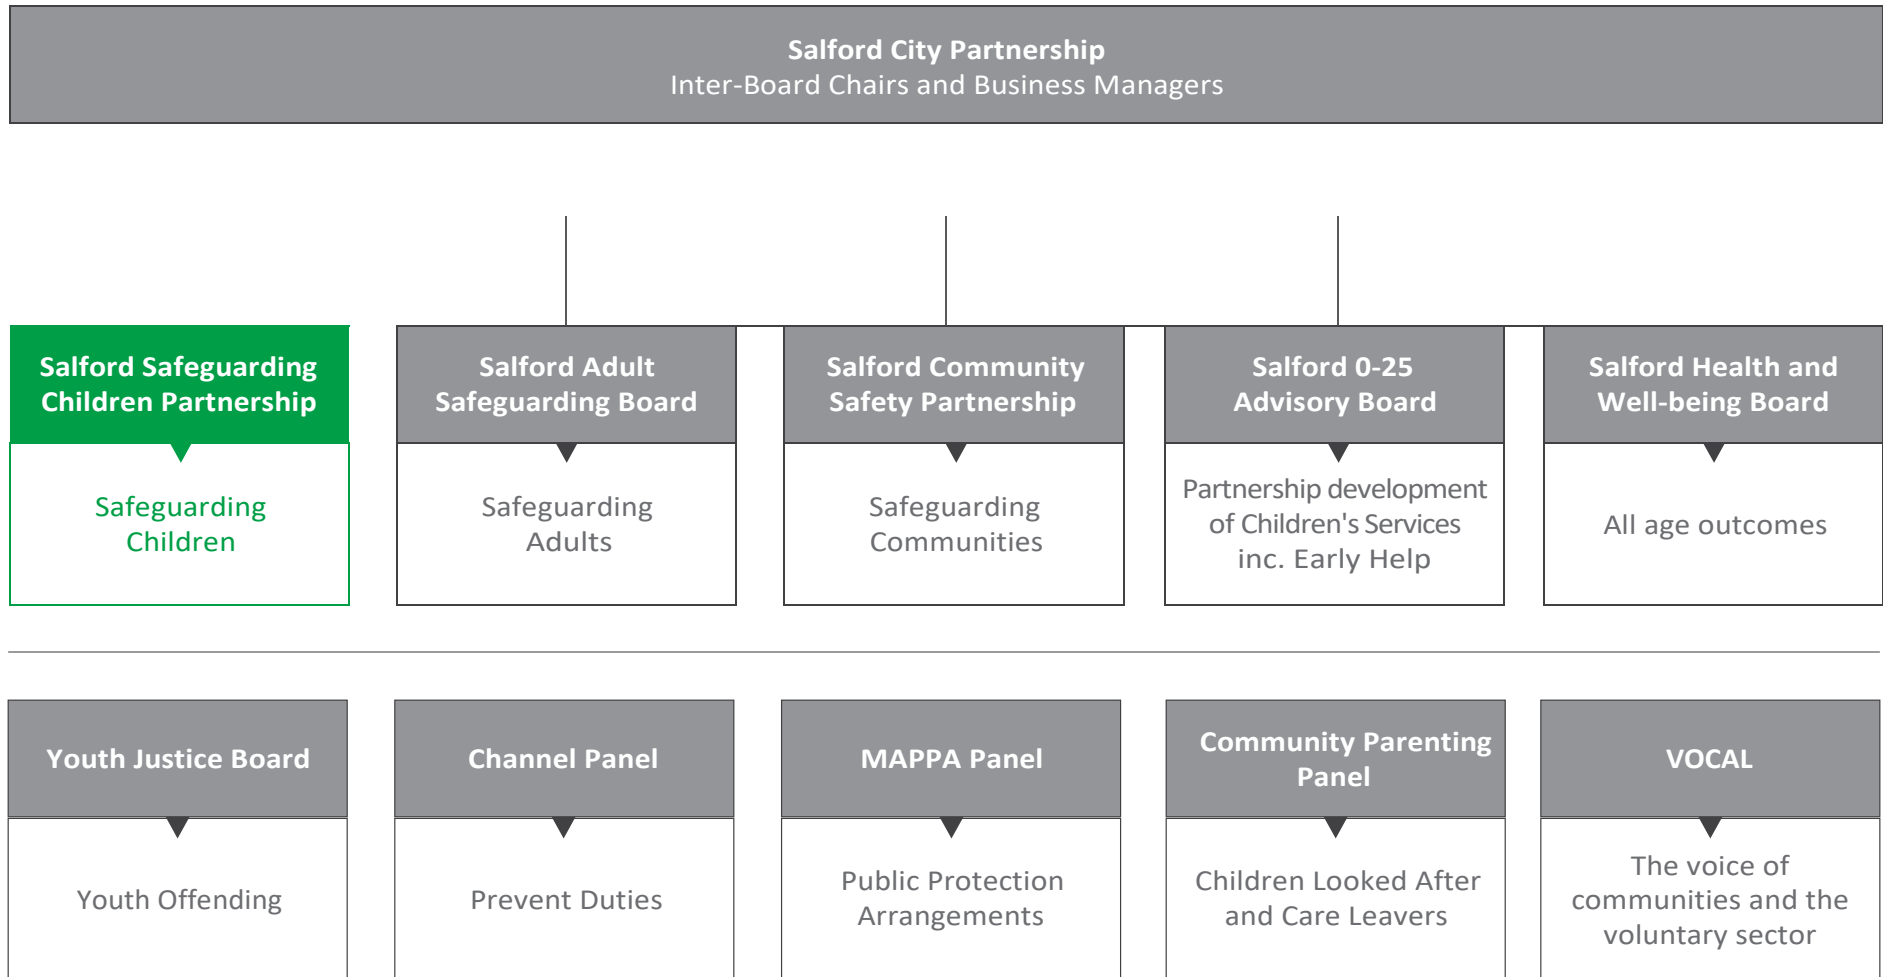 Salford City Partnership
Inter-Board Chairs and Business Managers
Salford Safeguarding
Children Partnership
Safeguarding
Children
Salford Adult
Safeguarding Board
Safeguarding
Adults
Salford Community
Safety Partnership
Safeguarding
Communities
Salford 0-25
Advisory Board
Partnership development
of Children's Services
inc. Early Help
Salford Health and
Well-being Board
All age outcomes
Youth Justice Board
Youth Offending
Channel Panel
Prevent Duties
MAPPA Panel
Public Protection
Arrangements
Community Parenting
Panel
Children Looked After
and Care Leavers
VOCAL
The voice of
communities and the
voluntary sector